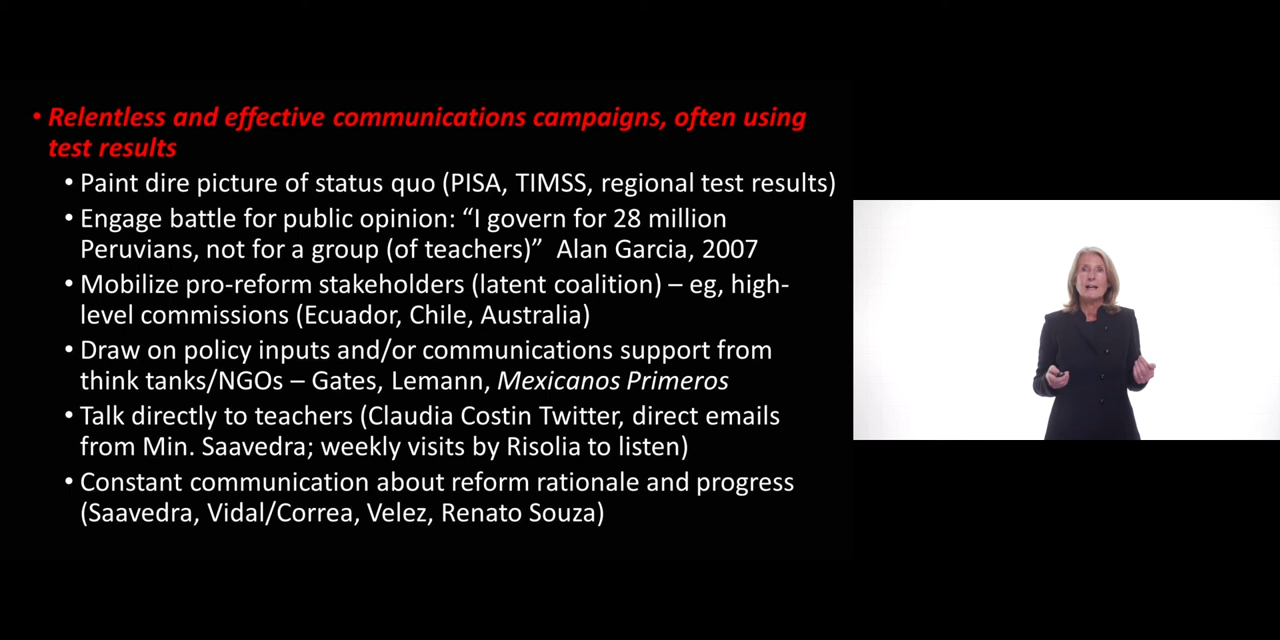 • Relentless and effective communications campaigns, often using
test results
• Paint dire picture of status quo (PISA, TIMSS, regional test results)
• Engage battle for public opinion: “I govern for 28 million
Peruvians, not for a group (of teachers)”  Alan Garcia, 2007
• Mobilize pro-reform stakeholders (latent coalition) – eg, high-
level commissions (Ecuador, Chile, Australia)
• Draw on policy inputs and/or communications support from
think tanks/NGOs – Gates, Lemann, Mexicanos Primeros
• Talk directly to teachers (Claudia Costin Twitter, direct emails
from Min. Saavedra; weekly visits by Risolia to listen)
• Constant communication about reform rationale and progress
(Saavedra, Vidal/Correa, Velez, Renato Souza)